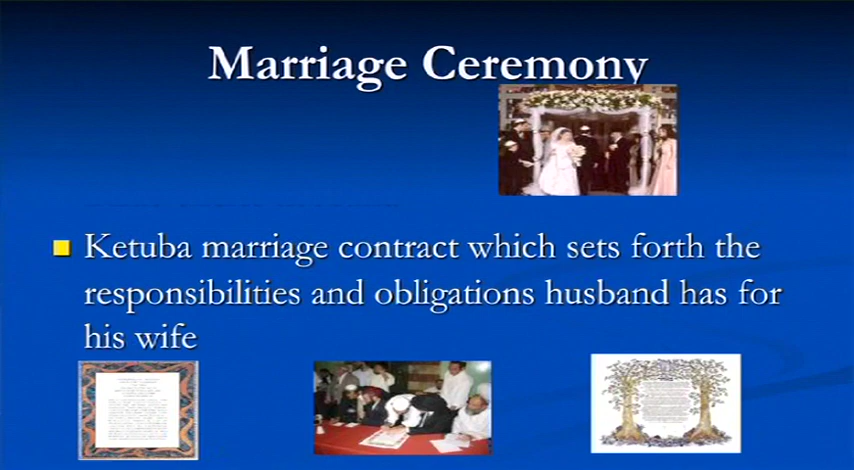 Marriage Ceremony
Ketuba marriage contract which sets forth the
responsibilities and obligations husband has for
his wife